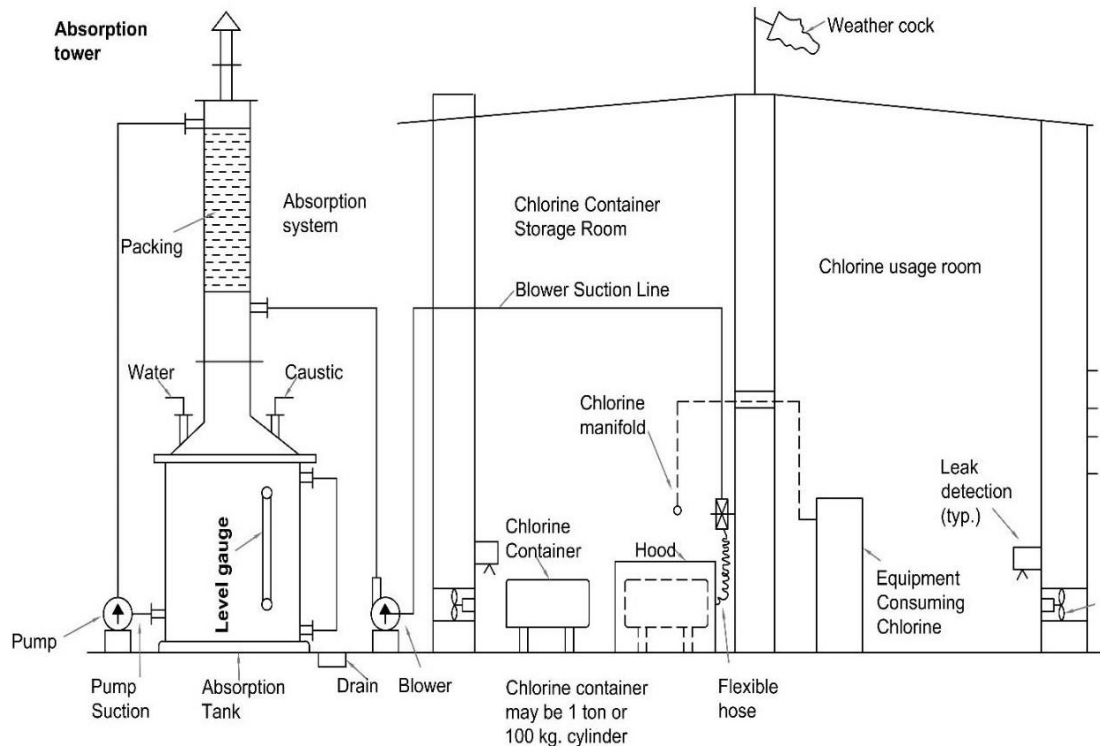 Absorption
tower
Weather cock
Absorption
system
Packing
Chlorine Container
Storage Room
Chlorine usage room
Blower Suction Line
Water
Caustic
Chlorine
manifold
Leak
detection
(typ.)
Level gauge
Chlorine
Container
Hood
Equipment
Consuming
Chlorine
Pump
Pump
Suction
Absorption
Tank
Drain
Blower
Chlorine container
may be 1 ton or
100 kg. cylinder
Flexible
hose